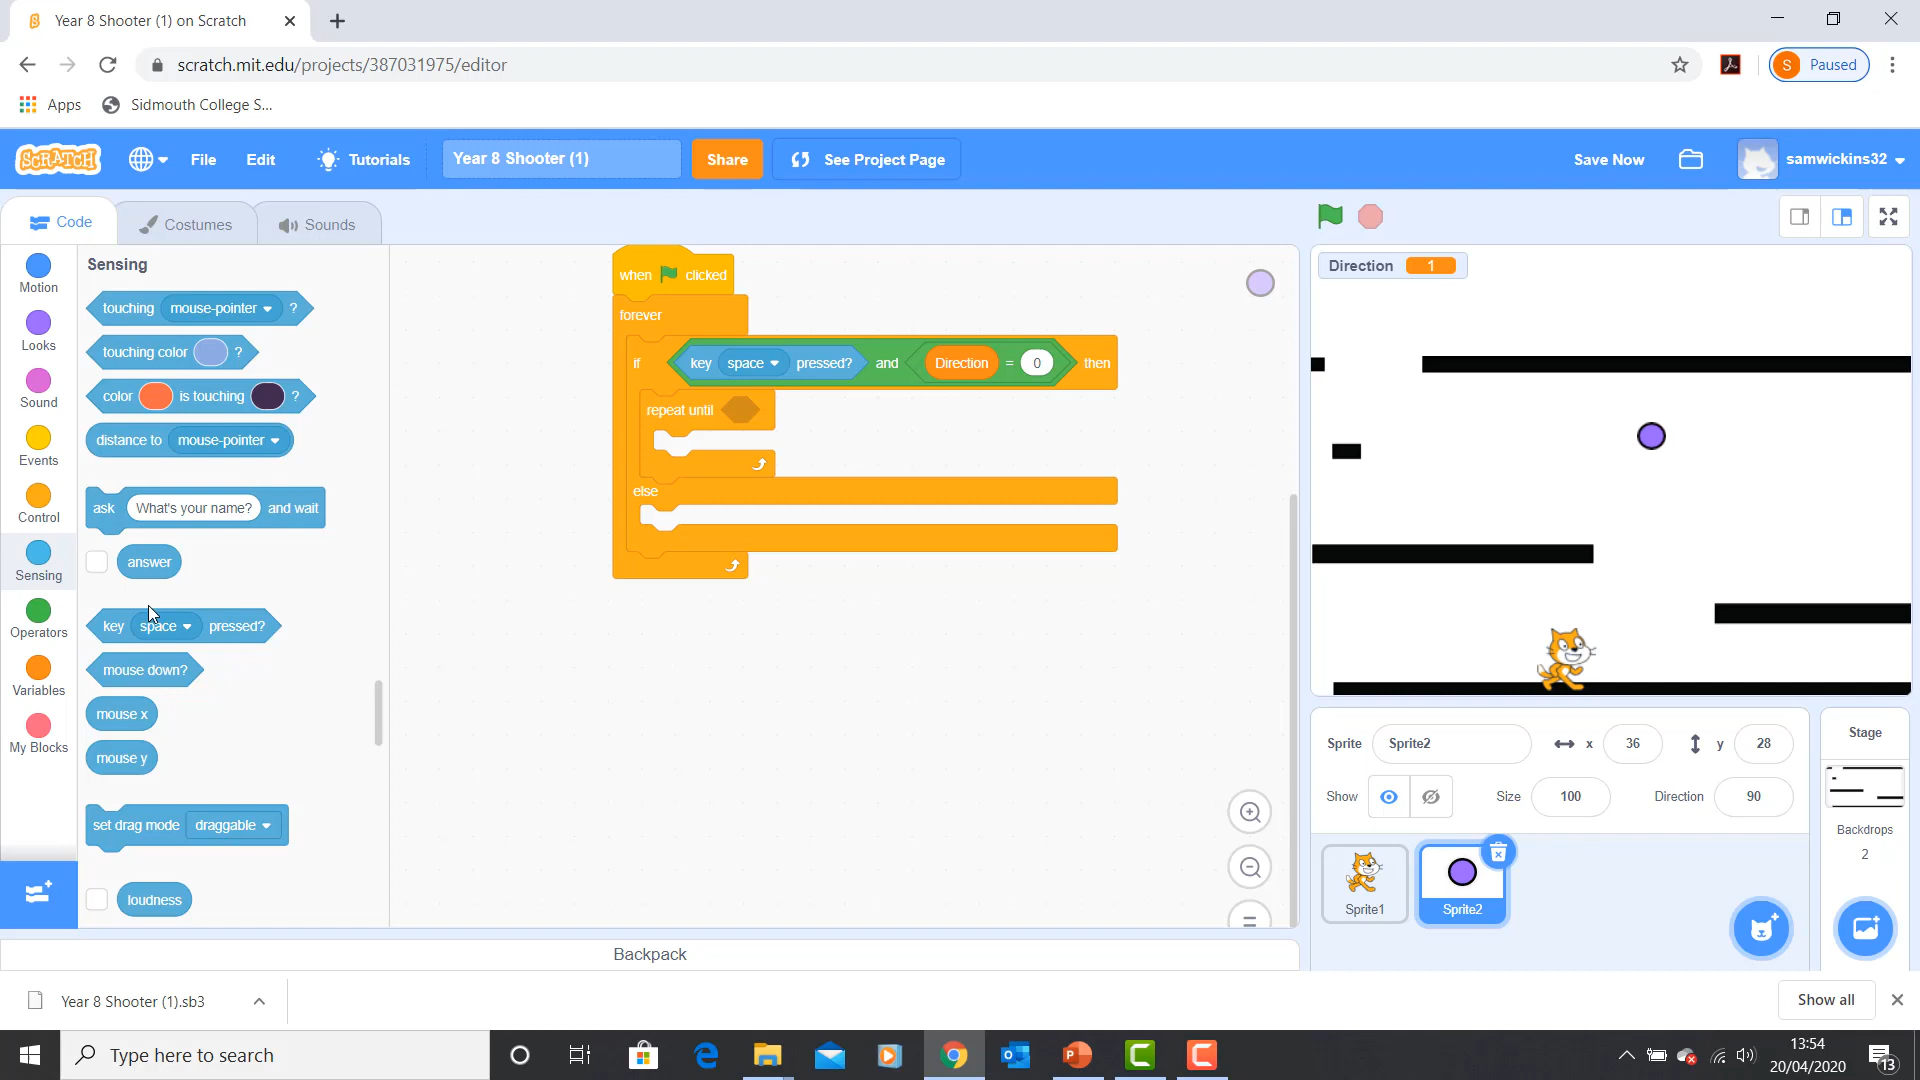 Year 8 Shooter (1) on Scratch
scratch.mit.edu/projects/387031975/editor
S Paused
Apps Sidmouth College S...
SCRATCH File Edit Tutorials Year 8 Shooter (1) Share See Project Page Save Now samwickins32
Code Costumes Sounds
Motion
Looks
Sound
Events
Control
Sensing
Operators
Variables
My Blocks
Sensing
touching mouse-pointer ?
touching color ?
color is touching ?
distance to mouse-pointer
ask What's your name? and wait
answer
key space pressed?
mouse down?
mouse x
mouse y
set drag mode draggable
loudness
when clicked
forever
if key space pressed? and Direction = 0 then
repeat until
else
Direction 1
Sprite Sprite2 x 36 y 28
Show Size 100 Direction 90
Sprite1
Sprite2
Stage
Backdrops
2
Backpack
Year 8 Shooter (1).sb3
Show all
Type here to search
13:54
20/04/2020
13